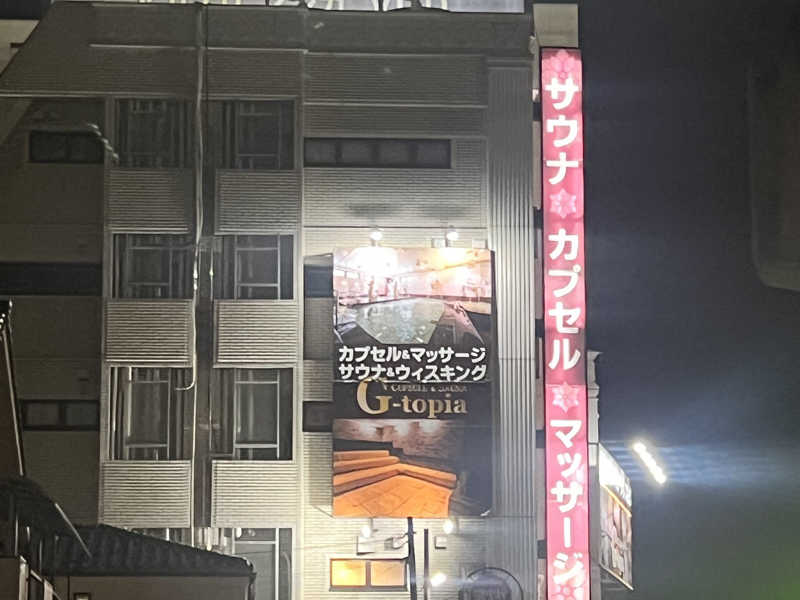 サウナ カプセル マッサージ
カプセル&マッサージ
サウナ&ウィスキング
CAPSULE & SAUNA
G-topia